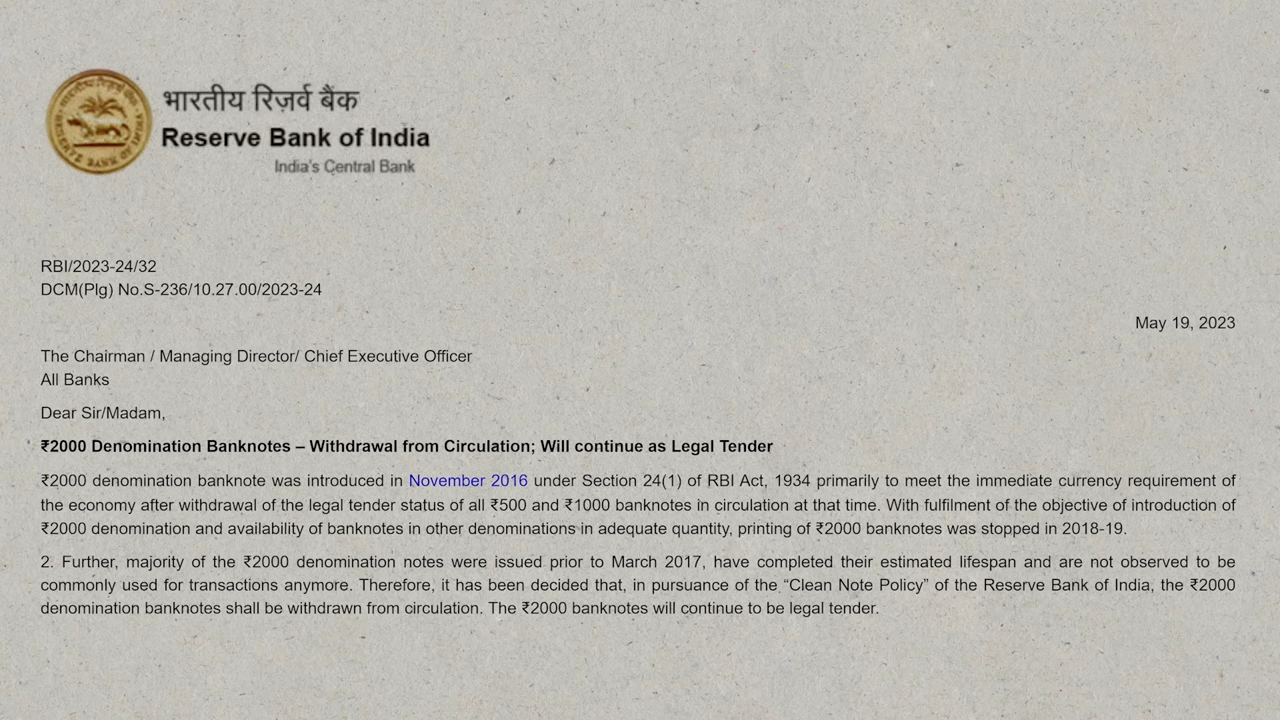 भारतीय रिज़र्व बैंक
Reserve Bank of India
India's Central Bank
RBI/2023-24/32
DCM(Plg) No.S-236/10.27.00/2023-24
May 19, 2023
The Chairman / Managing Director/ Chief Executive Officer
All Banks
Dear Sir/Madam,
₹2000 Denomination Banknotes – Withdrawal from Circulation; Will continue as Legal Tender
₹2000 denomination banknote was introduced in November 2016 under Section 24(1) of RBI Act, 1934 primarily to meet the immediate currency requirement of
the economy after withdrawal of the legal tender status of all ₹500 and ₹1000 banknotes in circulation at that time. With fulfilment of the objective of introduction of
₹2000 denomination and availability of banknotes in other denominations in adequate quantity, printing of ₹2000 banknotes was stopped in 2018-19.
2. Further, majority of the ₹2000 denomination notes were issued prior to March 2017, have completed their estimated lifespan and are not observed to be
commonly used for transactions anymore. Therefore, it has been decided that, in pursuance of the “Clean Note Policy” of the Reserve Bank of India, the ₹2000
denomination banknotes shall be withdrawn from circulation. The ₹2000 banknotes will continue to be legal tender.